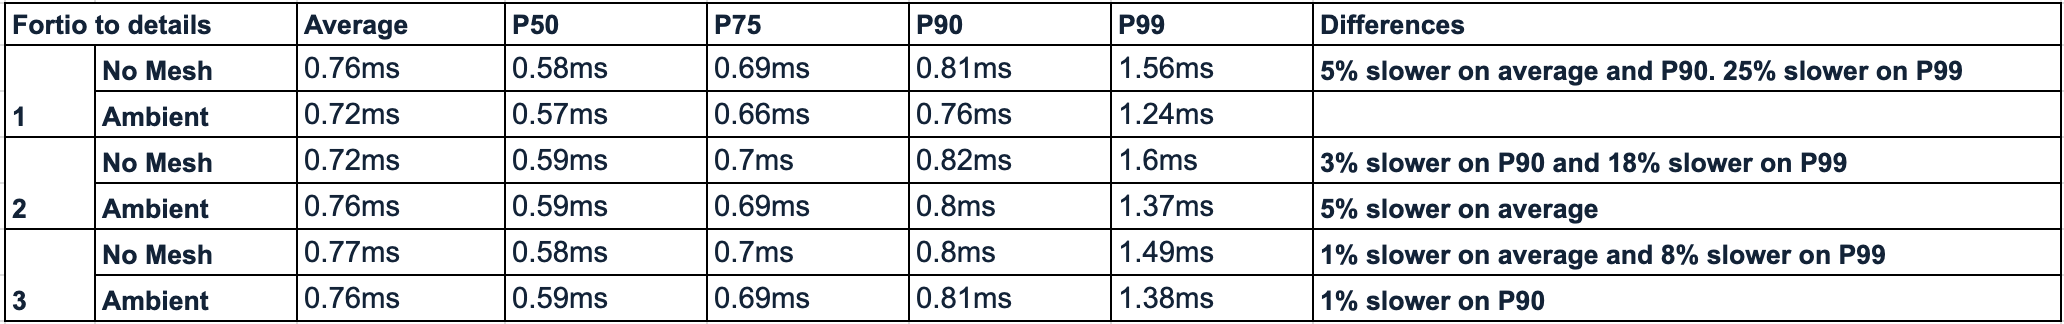 Fortio to details Average P50 P75 P90 P99 Differences
No Mesh 0.76ms 0.58ms 0.69ms 0.81ms 1.56ms 5% slower on average and P90. 25% slower on P99
1 Ambient 0.72ms 0.57ms 0.66ms 0.76ms 1.24ms
No Mesh 0.72ms 0.59ms 0.7ms 0.82ms 1.6ms 3% slower on P90 and 18% slower on P99
2 Ambient 0.76ms 0.59ms 0.69ms 0.8ms 1.37ms 5% slower on average
No Mesh 0.77ms 0.58ms 0.7ms 0.8ms 1.49ms 1% slower on average and 8% slower on P99
3 Ambient 0.76ms 0.59ms 0.69ms 0.81ms 1.38ms 1% slower on P90